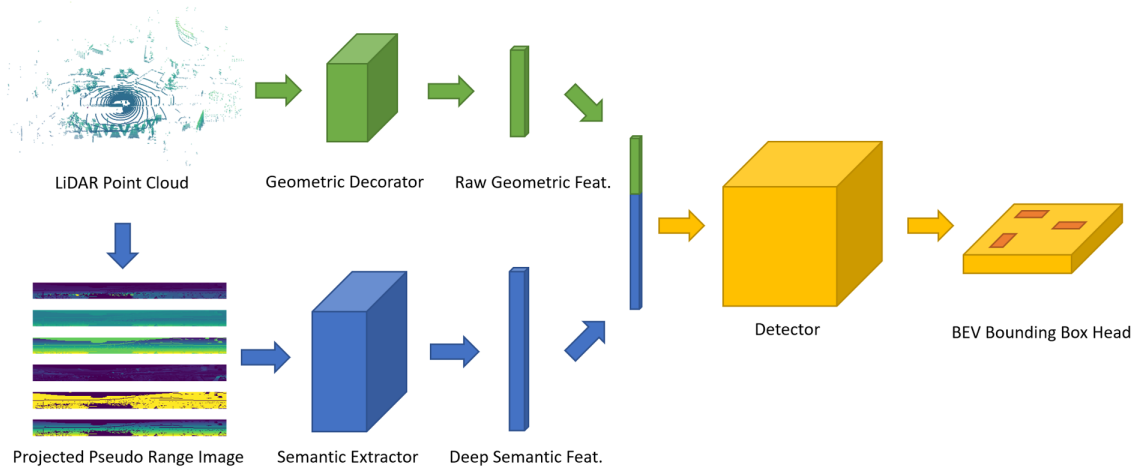 LiDAR Point Cloud
Geometric Decorator
Raw Geometric Feat.
Detector
BEV Bounding Box Head
Projected Pseudo Range Image
Semantic Extractor
Deep Semantic Feat.